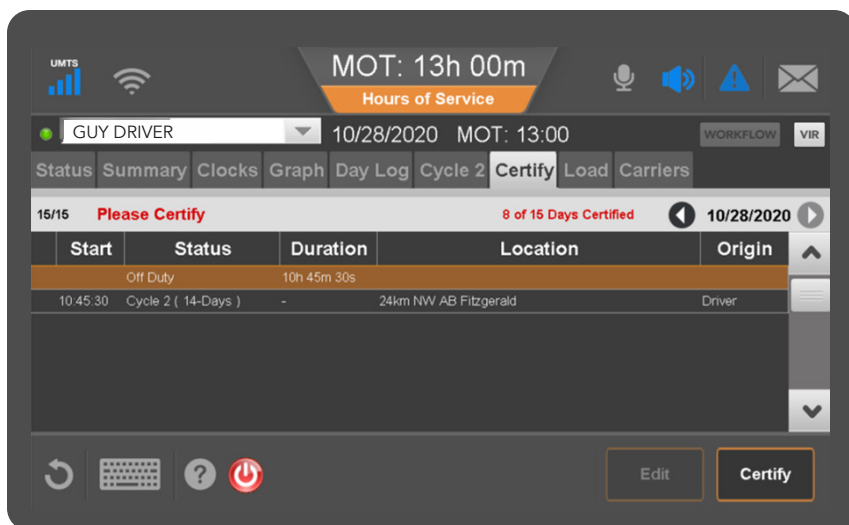 UMTS
MOT: 13h 00m
Hours of Service
GUY DRIVER 10/28/2020 MOT: 13:00 WORKFLOW VIR
Status Summary Clocks Graph Day Log Cycle 2 Certify Load Carriers
15/15 Please Certify 8 of 15 Days Certified 10/28/2020
Start Status Duration Location Origin
Off Duty 10h 45m 30s
10:45:30 Cycle 2 ( 14-Days ) - 24km NW AB Fitzgerald Driver
? Edit Certify